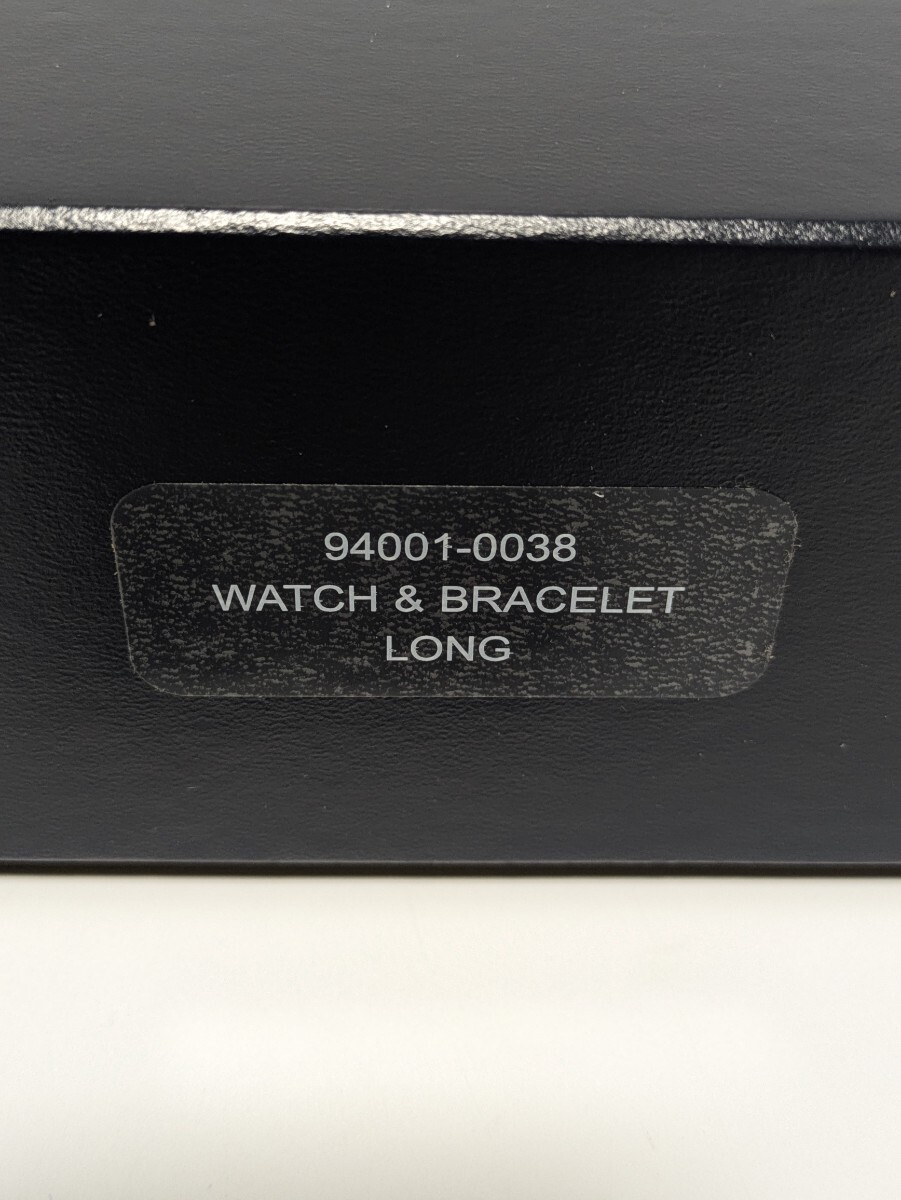 94001-0038
WATCH & BRACELET
LONG